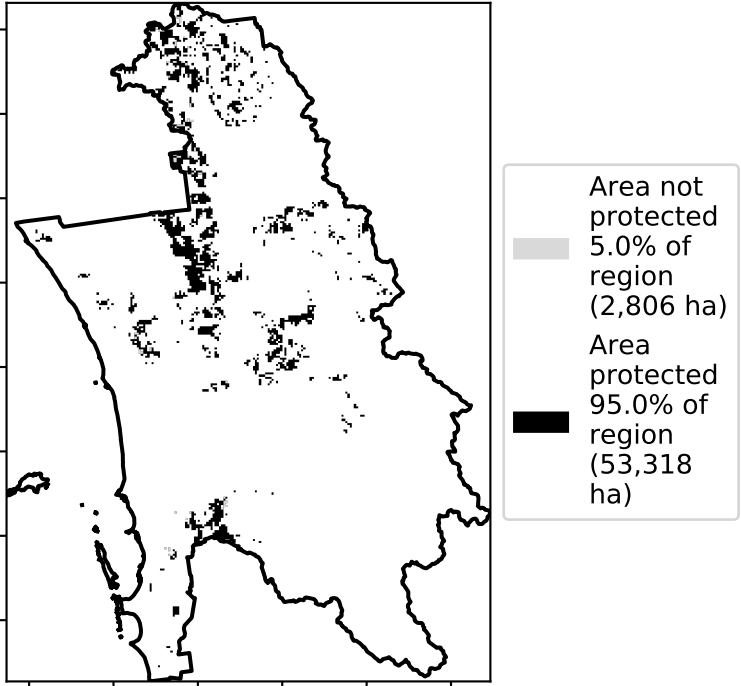 Area not
protected
5.0% of
region
(2,806 ha)
Area
protected
95.0% of
region
(53,318
ha)